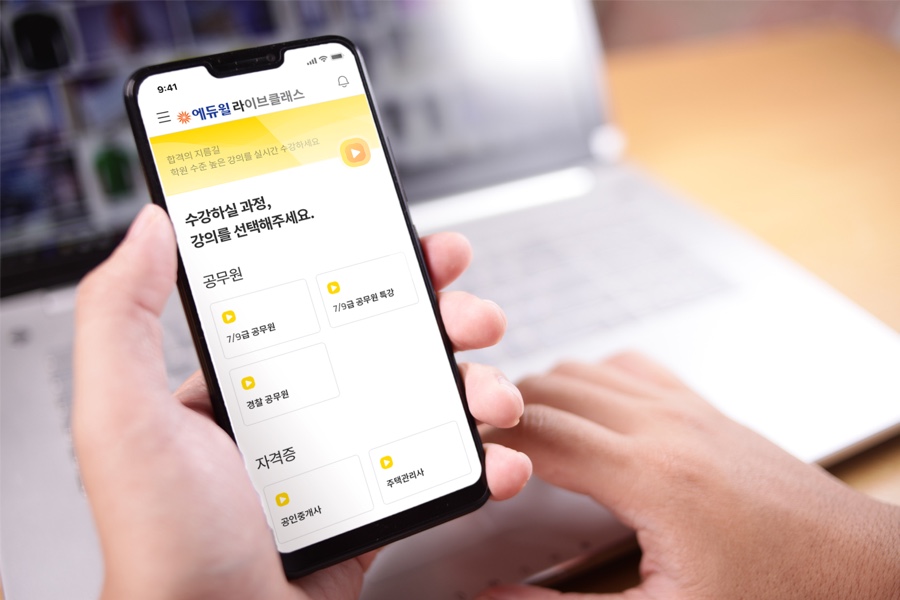 9:41
에듀윌 라이브클래스
합격의 지름길
학원 수준 높은 강의를 실시간 수강하세요
수강하실 과정,
강의를 선택해주세요.
공무원
7/9급 공무원
7/9급 공무원 특강
경찰 공무원
자격증
공인중개사
주택관리사